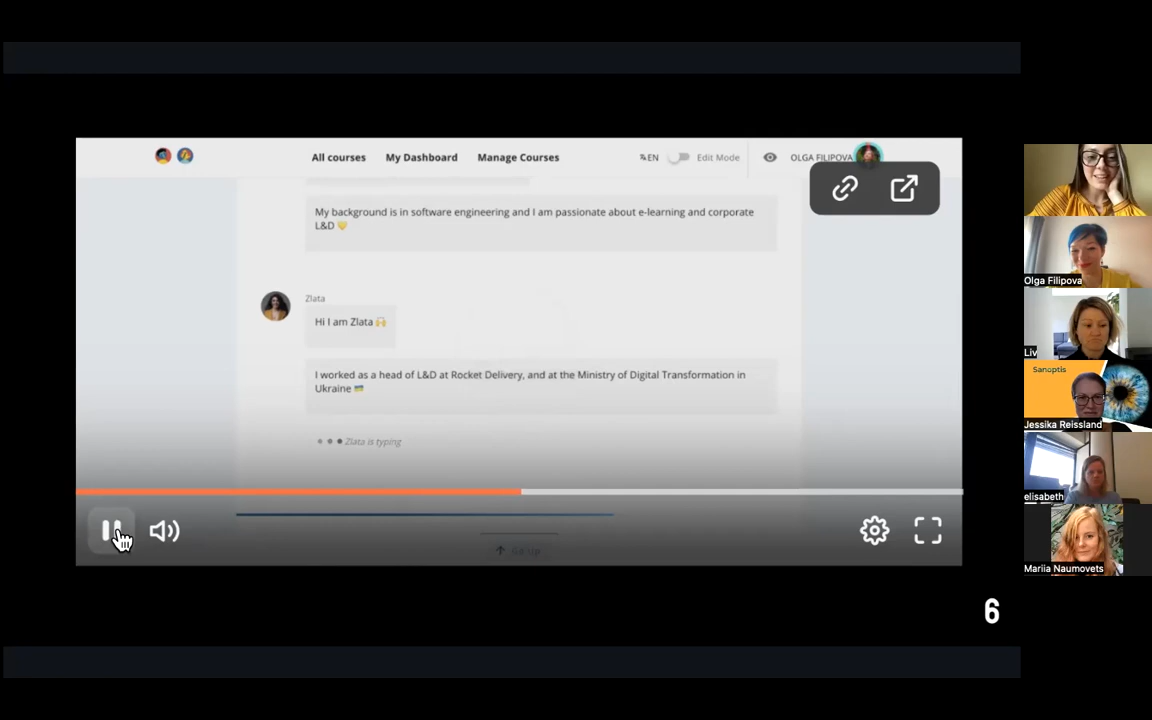 All courses
My Dashboard
Manage Courses
EN
Edit Mode
OLGA FILIPOVA
My background is in software engineering and I am passionate about e-learning and corporate
L&D 💛
Zlata
Hi I am Zlata 🙌
I worked as a head of L&D at Rocket Delivery, and at the Ministry of Digital Transformation in
Ukraine 🇺🇦
Zlata is typing
Go Up
6
Olga Filipova
Liv
Sanoptis
Jessika Reissland
elisabeth
Mariia Naumovets